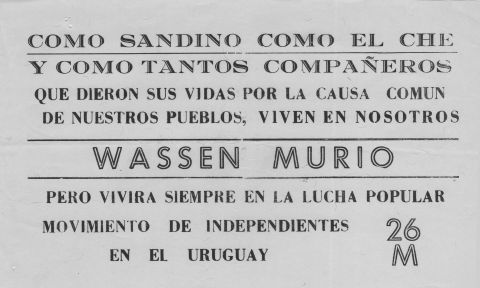 COMO SANDINO COMO EL CHE
Y COMO TANTOS COMPAÑEROS
QUE DIERON SUS VIDAS POR LA CAUSA COMUN
DE NUESTROS PUEBLOS, VIVEN EN NOSOTROS
WASSEN MURIO
PERO VIVIRA SIEMPRE EN LA LUCHA POPULAR
MOVIMIENTO DE INDEPENDIENTES
EN EL URUGUAY
26
M